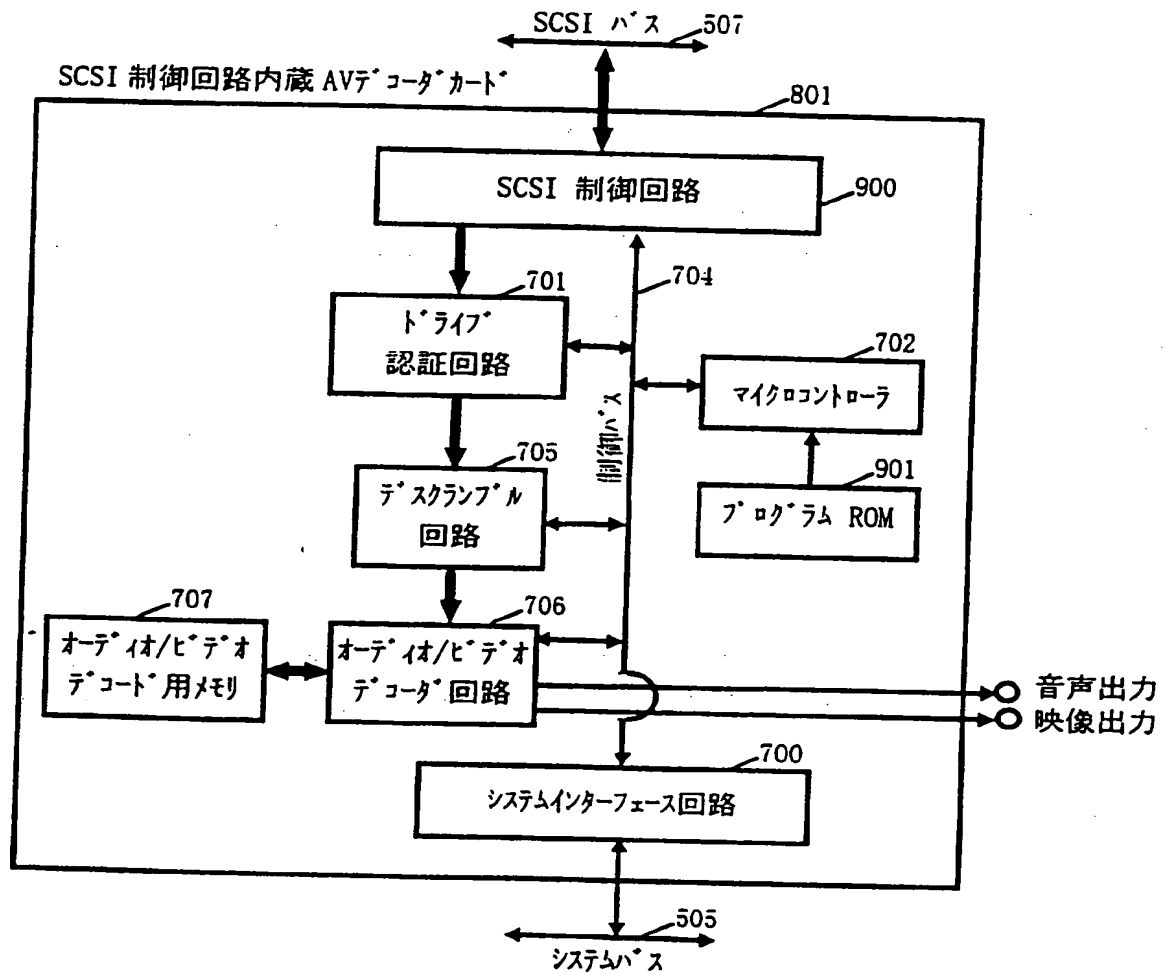 SCSI バス
507
SCSI 制御回路内蔵 AVデコーダカード
801
SCSI 制御回路
900
701
704
ドライブ
認証回路
702
マイクロコントローラ
制御バス
705
デスクランブル
回路
901
プログラム ROM
707
オーディオ/ビデオ
デコード用メモリ
706
オーディオ/ビデオ
デコーダ回路
音声出力
映像出力
700
システムインターフェース回路
505
システムバス